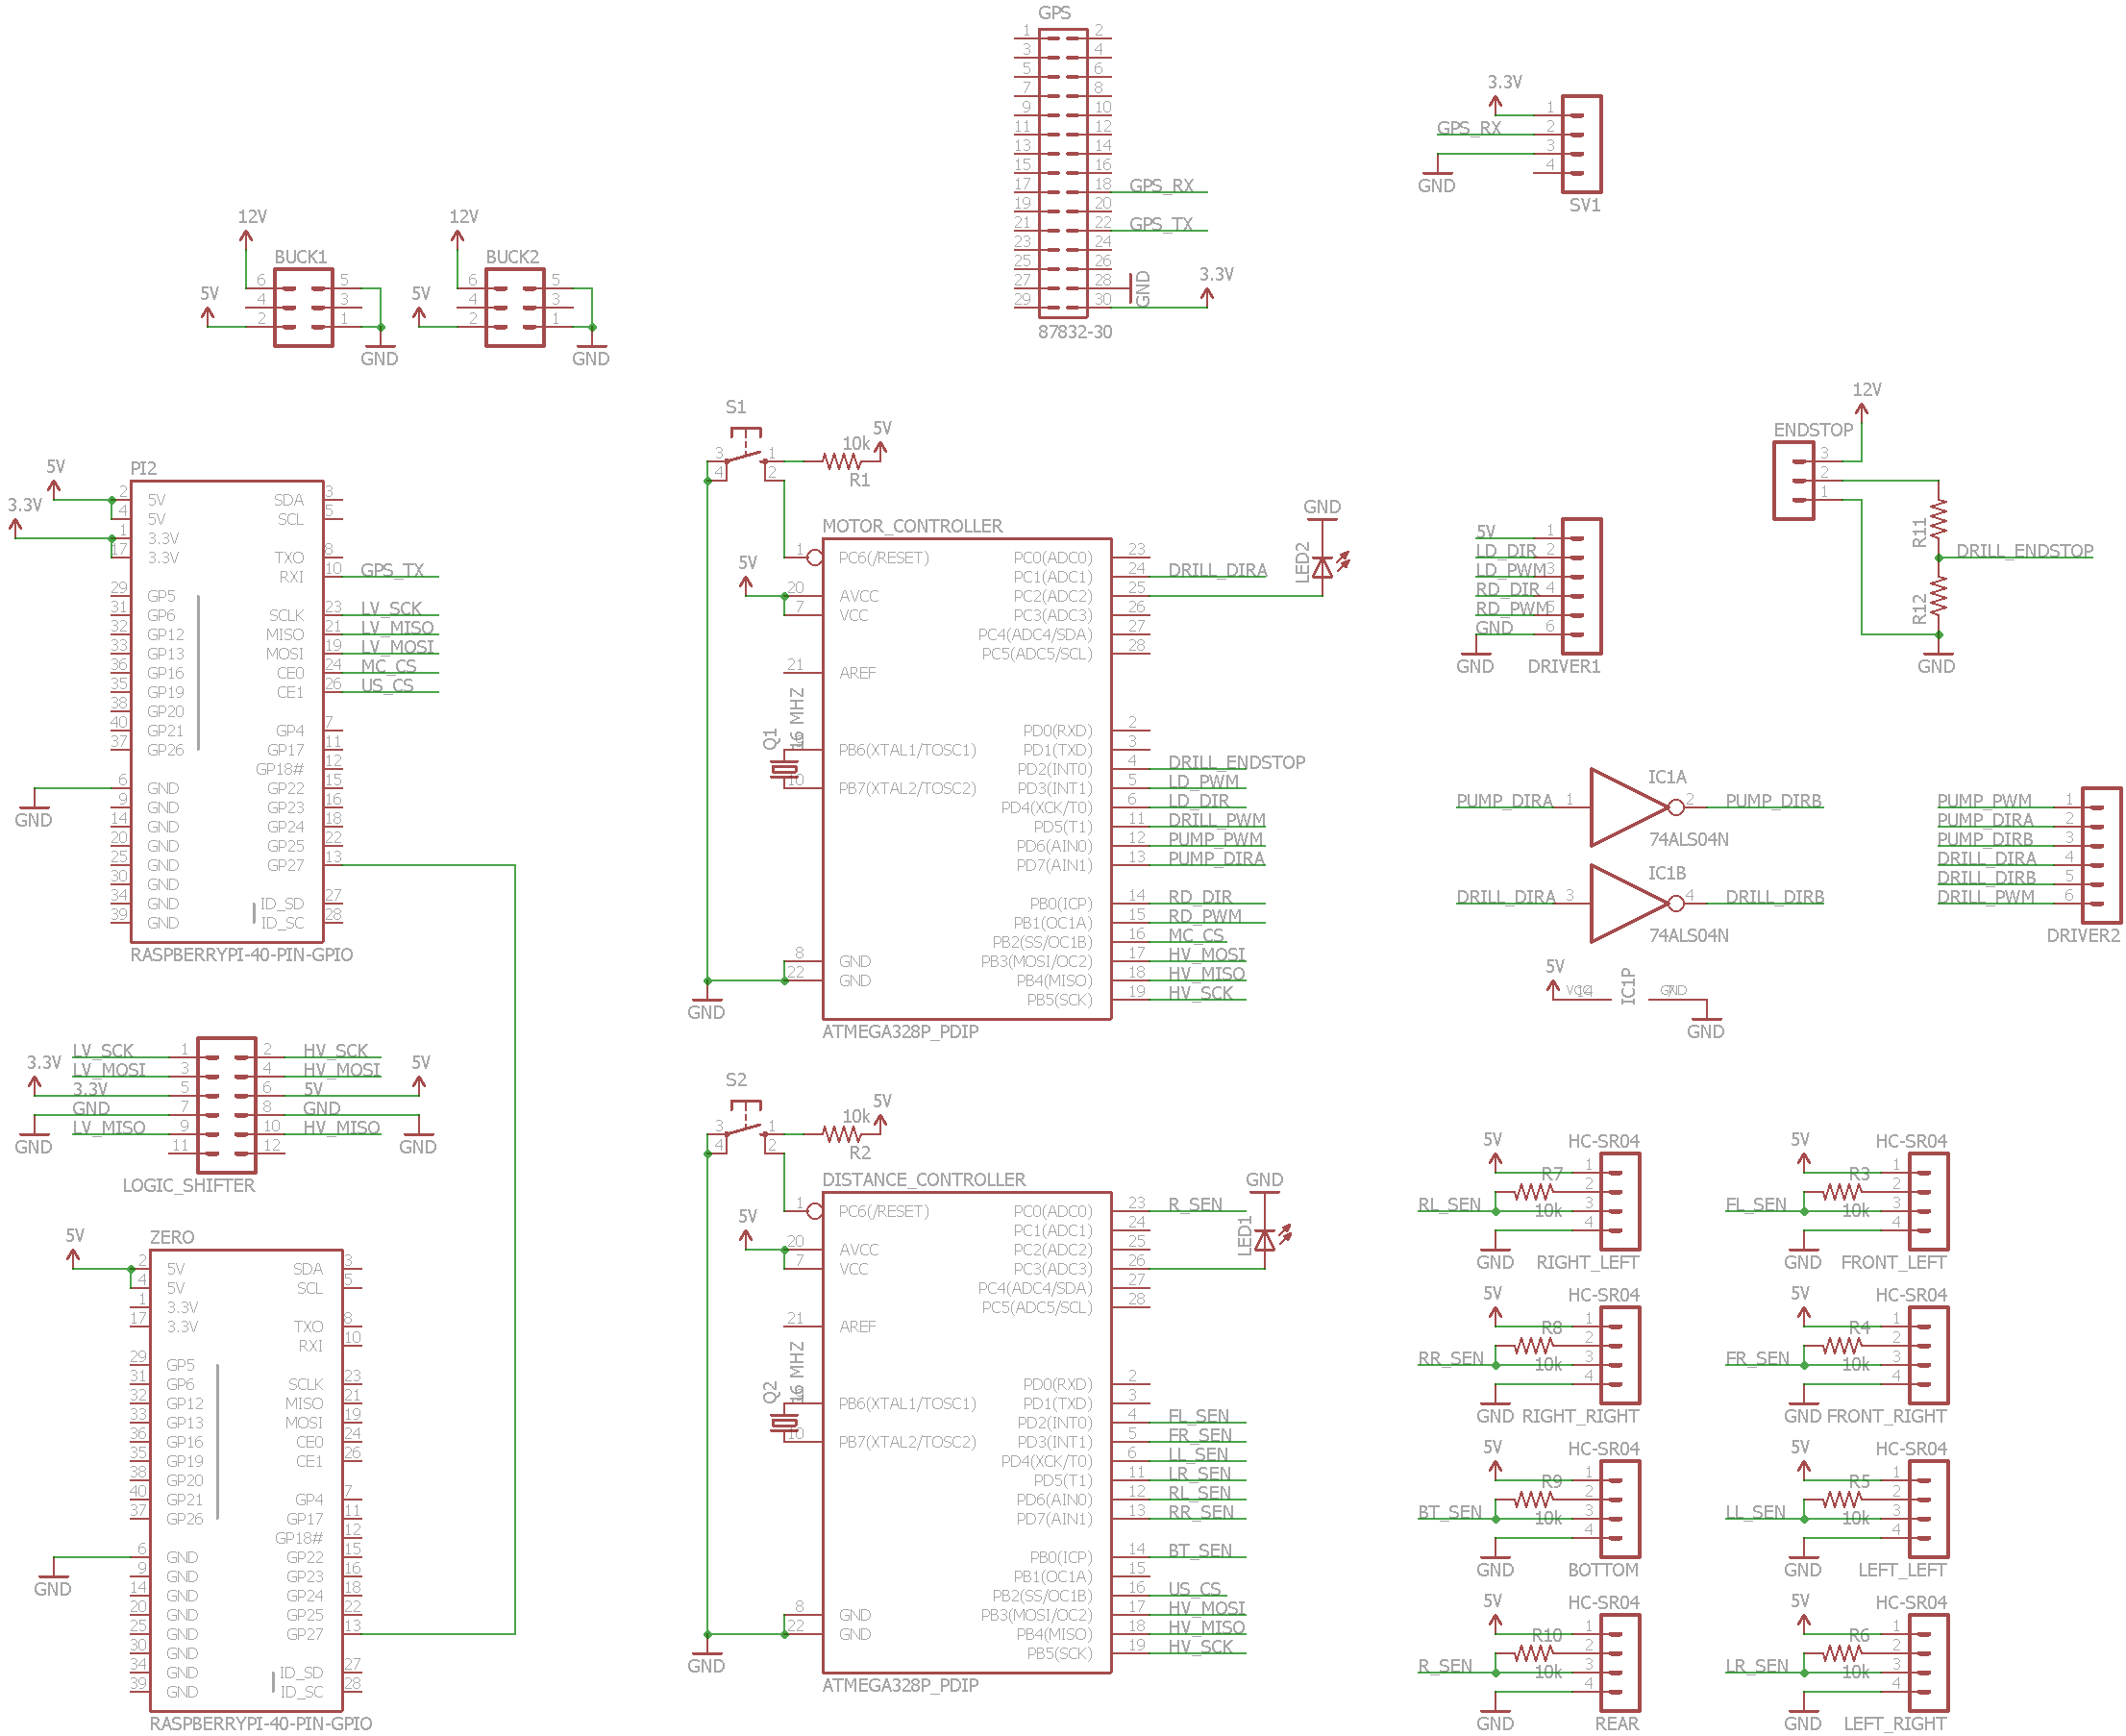 GPS
1 2
3 4
5 6
7 8
9 10
11 12
13 14
15 16
17 18 GPS_RX
19 20
21 22 GPS_TX
23 24
25 26
27 28 GND
29 30 3.3V
87832-30
3.3V
1
GPS_RX 2
3
4
GND
SV1
12V
BUCK1
6 5
5V 4 3
2 1
GND
12V
BUCK2
6 5
5V 4 3
2 1
GND
PI2
5V
3.3V
2 5V SDA 3
4 5V SCL 5
1 3.3V
17 3.3V TXO 8
RXI 10 GPS_TX
29 GP5
31 GP6 SCLK 23 LV_SCK
32 GP12 MISO 21 LV_MISO
33 GP13 MOSI 19 LV_MOSI
36 GP16 CE0 24 MC_CS
35 GP19 CE1 26 US_CS
38 GP20
40 GP21 GP4 7
37 GP26 GP17 11
GP18# 12
6 GND GP22 15
9 GND GP23 16
14 GND GP24 18
20 GND GP25 22
25 GND GP27 13
30 GND
34 GND ID_SD 27
39 GND ID_SC 28
GND
RASPBERRYPI-40-PIN-GPIO
S1
3 1
4 2
10k
R1
5V
MOTOR_CONTROLLER
1 PC6(/RESET) PC0(ADC0) 23
PC1(ADC1) 24 DRILL_DIRA
5V
20 AVCC PC2(ADC2) 25
7 VCC PC3(ADC3) 26
PC4(ADC4/SDA) 27
PC5(ADC5/SCL) 28
21 AREF
Q1
16 MHZ
PD0(RXD) 2
9 PB6(XTAL1/TOSC1) PD1(TXD) 3
PD2(INT0) 4 DRILL_ENDSTOP
10 PB7(XTAL2/TOSC2) PD3(INT1) 5 LD_PWM
PD4(XCK/T0) 6 LD_DIR
PD5(T1) 11 DRILL_PWM
PD6(AIN0) 12 PUMP_PWM
PD7(AIN1) 13 PUMP_DIRA
PB0(ICP) 14 RD_DIR
PB1(OC1A) 15 RD_PWM
PB2(SS/OC1B) 16 MC_CS
8 GND PB3(MOSI/OC2) 17 HV_MOSI
22 GND PB4(MISO) 18 HV_MISO
PB5(SCK) 19 HV_SCK
GND
ATMEGA328P_PDIP
GND
LED2
5V 1
LD_DIR 2
LD_PWM 3
RD_DIR 4
RD_PWM 5
GND 6
GND
DRIVER1
12V
ENDSTOP
3
2
1
R11
DRILL_ENDSTOP
R12
GND
IC1A
PUMP_DIRA 1 2 PUMP_DIRB
74ALS04N
IC1B
DRILL_DIRA 3 4 DRILL_DIRB
74ALS04N
5V
VCC 14
IC1P
7 GND
GND
PUMP_PWM 1
PUMP_DIRA 2
PUMP_DIRB 3
DRILL_DIRA 4
DRILL_DIRB 5
DRILL_PWM 6
DRIVER2
LV_SCK 1 2 HV_SCK
3.3V LV_MOSI 3 4 HV_MOSI 5V
3.3V 5 6 5V
GND 7 8 GND
LV_MISO 9 10 HV_MISO
GND 11 12 GND
LOGIC_SHIFTER
ZERO
5V
2 5V SDA 3
4 5V SCL 5
1 3.3V
17 3.3V TXO 8
RXI 10
29 GP5
31 GP6 SCLK 23
32 GP12 MISO 21
33 GP13 MOSI 19
36 GP16 CE0 24
35 GP19 CE1 26
38 GP20
40 GP21 GP4 7
37 GP26 GP17 11
GP18# 12
6 GND GP22 15
9 GND GP23 16
14 GND GP24 18
20 GND GP25 22
25 GND GP27 13
30 GND
34 GND ID_SD 27
39 GND ID_SC 28
GND
RASPBERRYPI-40-PIN-GPIO
S2
3 1
4 2
10k
R2
5V
DISTANCE_CONTROLLER
1 PC6(/RESET) PC0(ADC0) 23 R_SEN
PC1(ADC1) 24
5V
20 AVCC PC2(ADC2) 25
7 VCC PC3(ADC3) 26
PC4(ADC4/SDA) 27
PC5(ADC5/SCL) 28
21 AREF
Q2
16 MHZ
PD0(RXD) 2
9 PB6(XTAL1/TOSC1) PD1(TXD) 3
PD2(INT0) 4 FL_SEN
10 PB7(XTAL2/TOSC2) PD3(INT1) 5 FR_SEN
PD4(XCK/T0) 6 LL_SEN
PD5(T1) 11 LR_SEN
PD6(AIN0) 12 RL_SEN
PD7(AIN1) 13 RR_SEN
PB0(ICP) 14 BT_SEN
PB1(OC1A) 15
PB2(SS/OC1B) 16 US_CS
8 GND PB3(MOSI/OC2) 17 HV_MOSI
22 GND PB4(MISO) 18 HV_MISO
PB5(SCK) 19 HV_SCK
GND
ATMEGA328P_PDIP
GND
LED1
5V HC-SR04
1
R7 2
RL_SEN 10k 3
4
GND RIGHT_LEFT
5V HC-SR04
1
R3 2
FL_SEN 10k 3
4
GND FRONT_LEFT
5V HC-SR04
1
R8 2
RR_SEN 10k 3
4
GND RIGHT_RIGHT
5V HC-SR04
1
R4 2
FR_SEN 10k 3
4
GND FRONT_RIGHT
5V HC-SR04
1
R9 2
BT_SEN 10k 3
4
GND BOTTOM
5V HC-SR04
1
R5 2
LL_SEN 10k 3
4
GND LEFT_LEFT
5V HC-SR04
1
R10 2
R_SEN 10k 3
4
GND REAR
5V HC-SR04
1
R6 2
LR_SEN 10k 3
4
GND LEFT_RIGHT